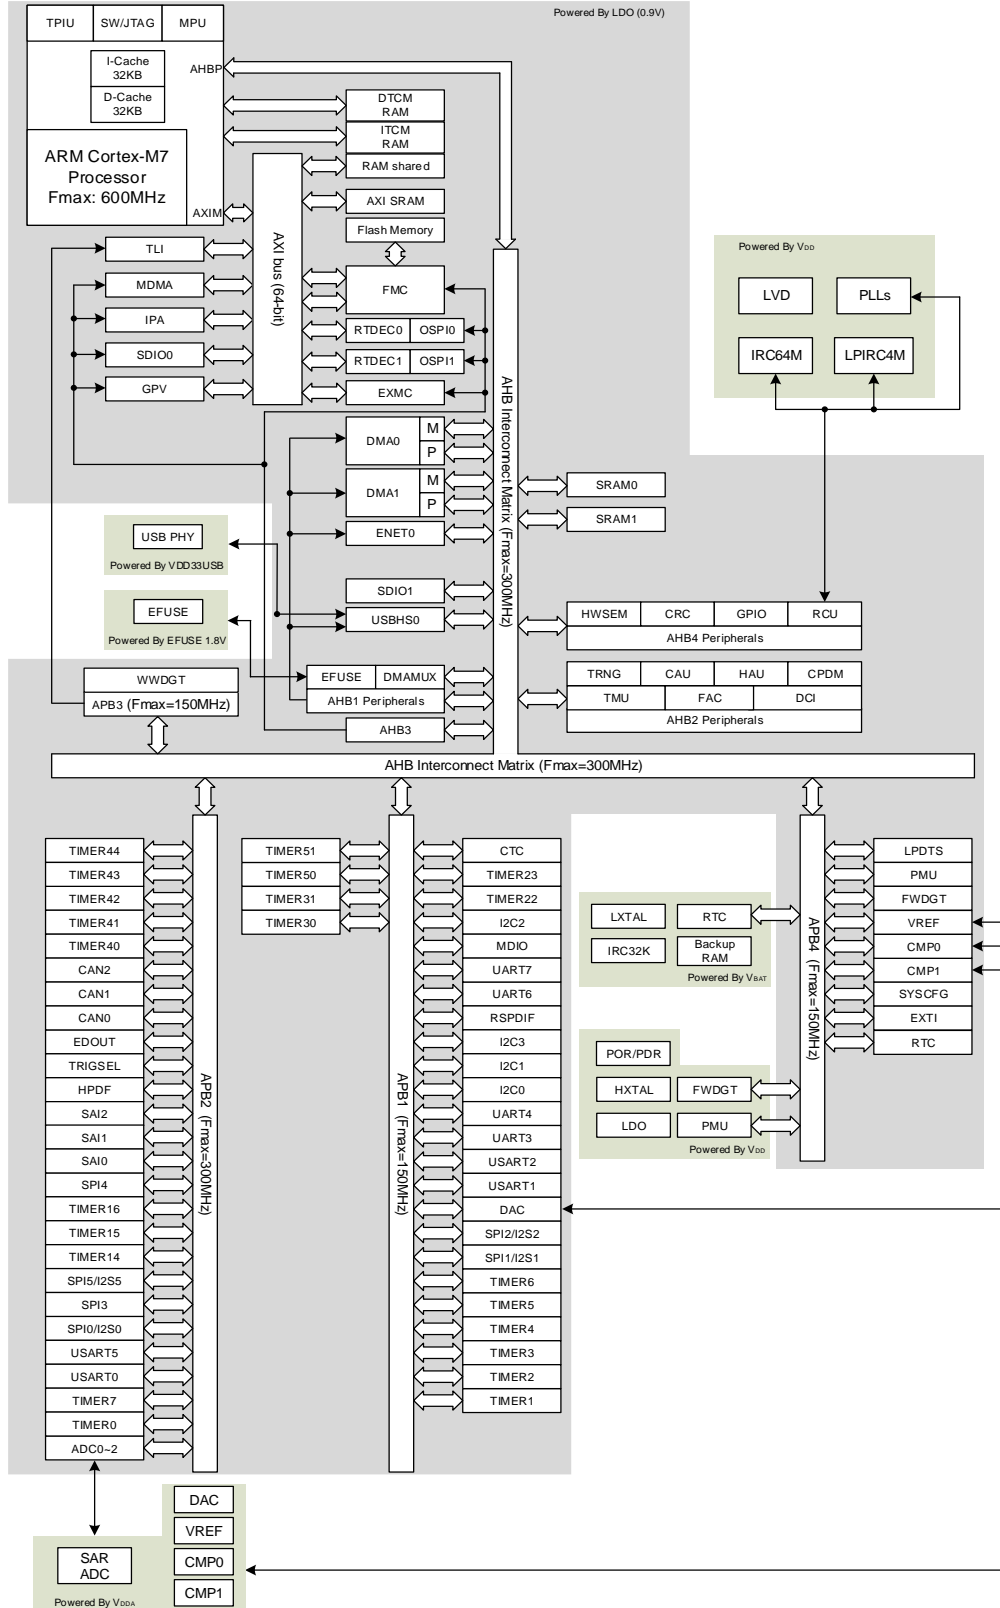 Powered By LDO (0.9V)
TPIU
SW/JTAG
MPU
I-Cache
32KB
D-Cache
32KB
AHBP
ARM Cortex-M7
Processor
Fmax: 600MHz
AXIM
DTCM
RAM
ITCM
RAM
RAM shared
AXI SRAM
Flash Memory
AXI bus (64-bit)
TLI
MDMA
IPA
SDIO0
GPV
FMC
RTDEC0
OSPI0
RTDEC1
OSPI1
EXMC
AHB Interconnect Matrix (Fmax=300MHz)
Powered By VDD
LVD
PLLs
IRC64M
LPIRC4M
DMA0
M
P
DMA1
M
P
ENET0
SRAM0
SRAM1
USB PHY
Powered By VDD33USB
EFUSE
Powered By EFUSE 1.8V
SDIO1
USBHS0
HWSEM
CRC
GPIO
RCU
AHB4 Peripherals
EFUSE
DMAMUX
AHB1 Peripherals
AHB3
TRNG
CAU
HAU
CPDM
TMU
FAC
DCI
AHB2 Peripherals
WWDGT
APB3 (Fmax=150MHz)
AHB Interconnect Matrix (Fmax=300MHz)
TIMER44
TIMER43
TIMER42
TIMER41
TIMER40
CAN2
CAN1
CAN0
EDOUT
TRIGSEL
HPDF
SAI2
SAI1
SAI0
SPI4
TIMER16
TIMER15
TIMER14
SPI5/I2S5
SPI3
SPI0/I2S0
USART5
USART0
TIMER7
TIMER0
ADC0~2
APB2 (Fmax=300MHz)
TIMER51
TIMER50
TIMER31
TIMER30
APB1 (Fmax=150MHz)
CTC
TIMER23
TIMER22
I2C2
MDIO
UART7
UART6
RSPDIF
I2C3
I2C1
I2C0
UART4
UART3
USART2
USART1
DAC
SPI2/I2S2
SPI1/I2S1
TIMER6
TIMER5
TIMER4
TIMER3
TIMER2
TIMER1
LXTAL
RTC
IRC32K
Backup
RAM
Powered By VBAT
POR/PDR
HXTAL
FWDGT
LDO
PMU
Powered By VDD
APB4 (Fmax=150MHz)
LPDTS
PMU
FWDGT
VREF
CMP0
CMP1
SYSCFG
EXTI
RTC
DAC
VREF
CMP0
CMP1
SAR
ADC
Powered By VDDA